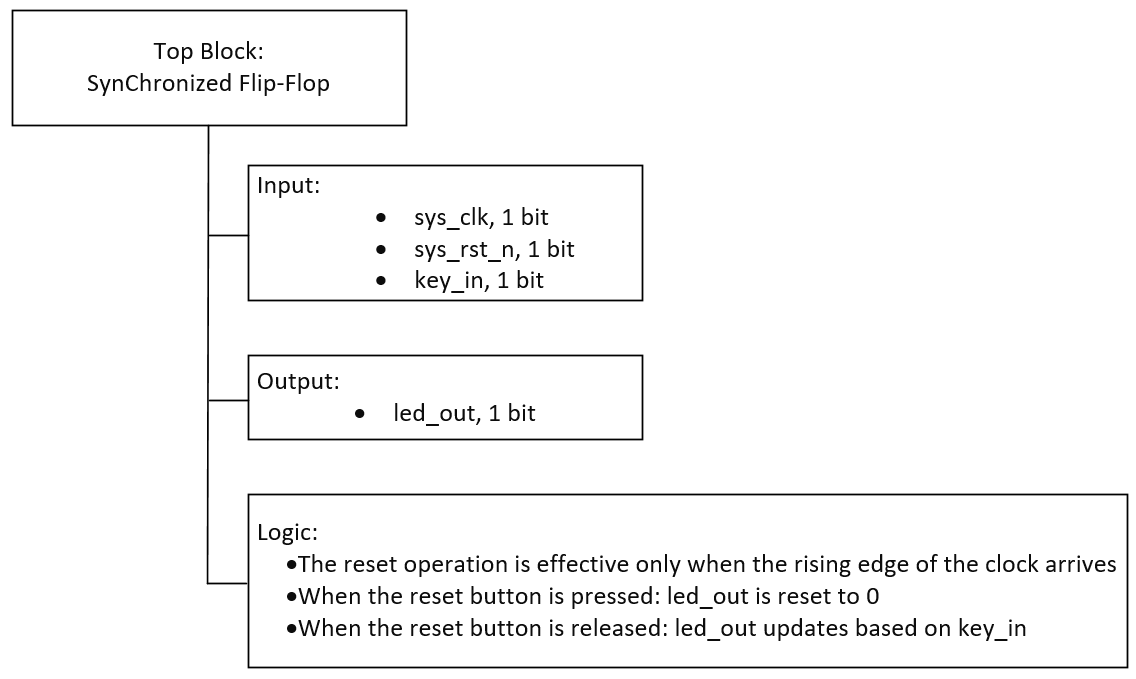 Top Block:
SynChronized Flip-Flop
Input:
• sys_clk, 1 bit
• sys_rst_n, 1 bit
• key_in, 1 bit
Output:
• led_out, 1 bit
Logic:
•The reset operation is effective only when the rising edge of the clock arrives
•When the reset button is pressed: led_out is reset to 0
•When the reset button is released: led_out updates based on key_in